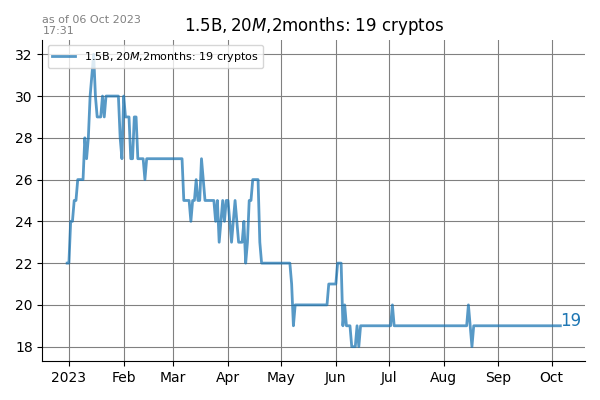 as of 06 Oct 2023
17:31
1.5B,20M,2months: 19 cryptos
1.5B,20M,2months: 19 cryptos
32
30
28
26
24
22
20
18
19
2023 Feb Mar Apr May Jun Jul Aug Sep Oct